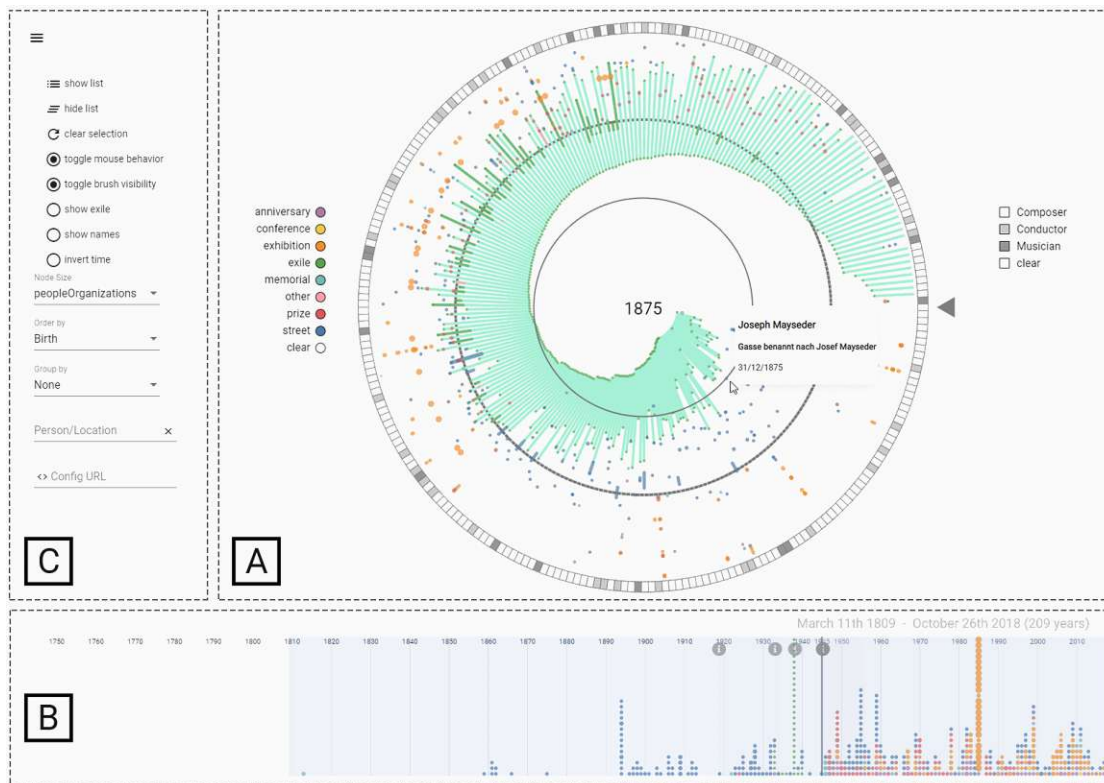 show list
hide list
clear selection
toggle mouse behavior
toggle brush visibility
show exile
show names
invert time
Node Size
peopleOrganizations
Order by
Birth
Group by
None
Person/Location
Config URL
C
anniversary
conference
exhibition
exile
memorial
other
prize
street
clear
1875
Joseph Mayseder
Gasse benannt nach Josef Mayseder
31/12/1875
Composer
Conductor
Musician
clear
A
March 11th 1809 - October 26th 2018 (209 years)
1750 1760 1770 1780 1790 1800 1810 1820 1830 1840 1850 1860 1870 1880 1890 1900 1910 1920 1930 1940 1950 1960 1970 1980 1990 2000 2010
B